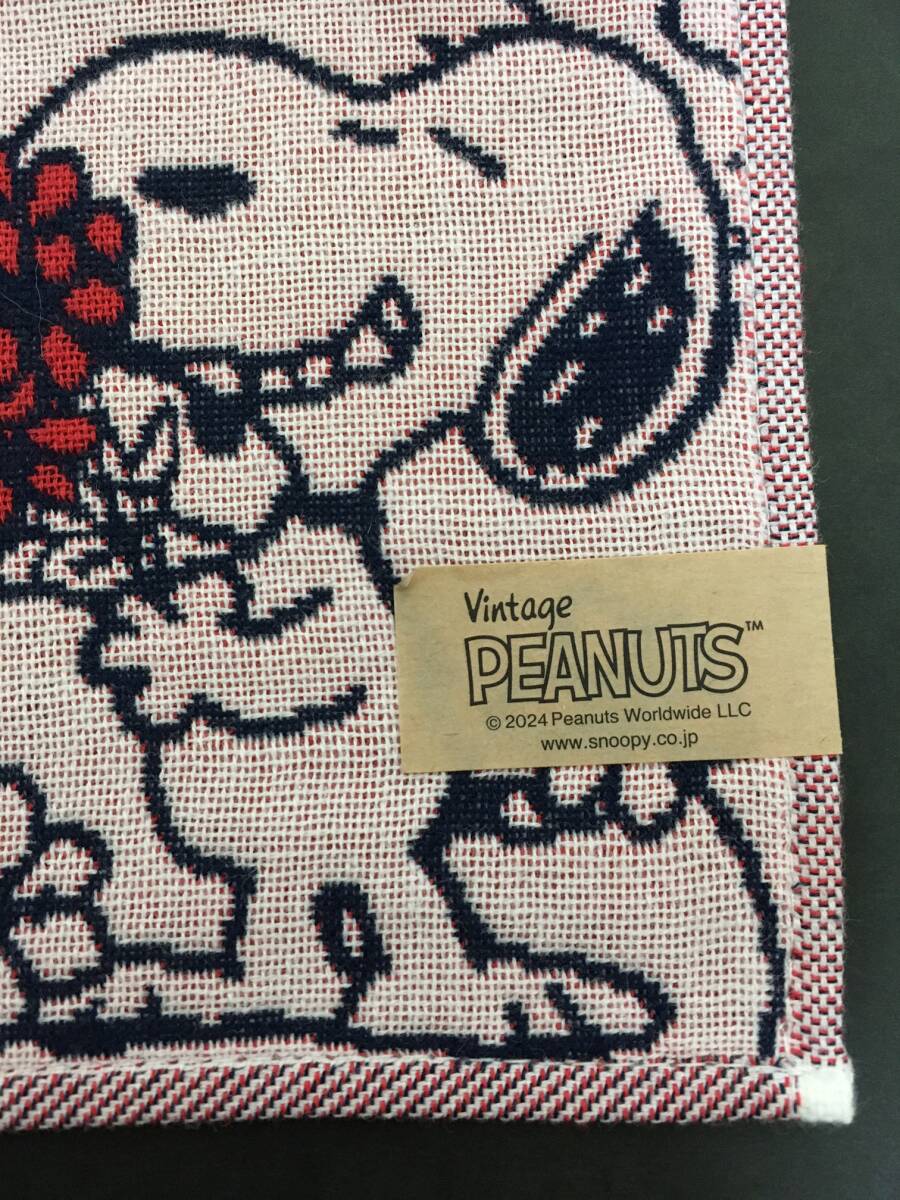 Vintage
PEANUTS™
© 2024 Peanuts Worldwide LLC
www.snoopy.co.jp